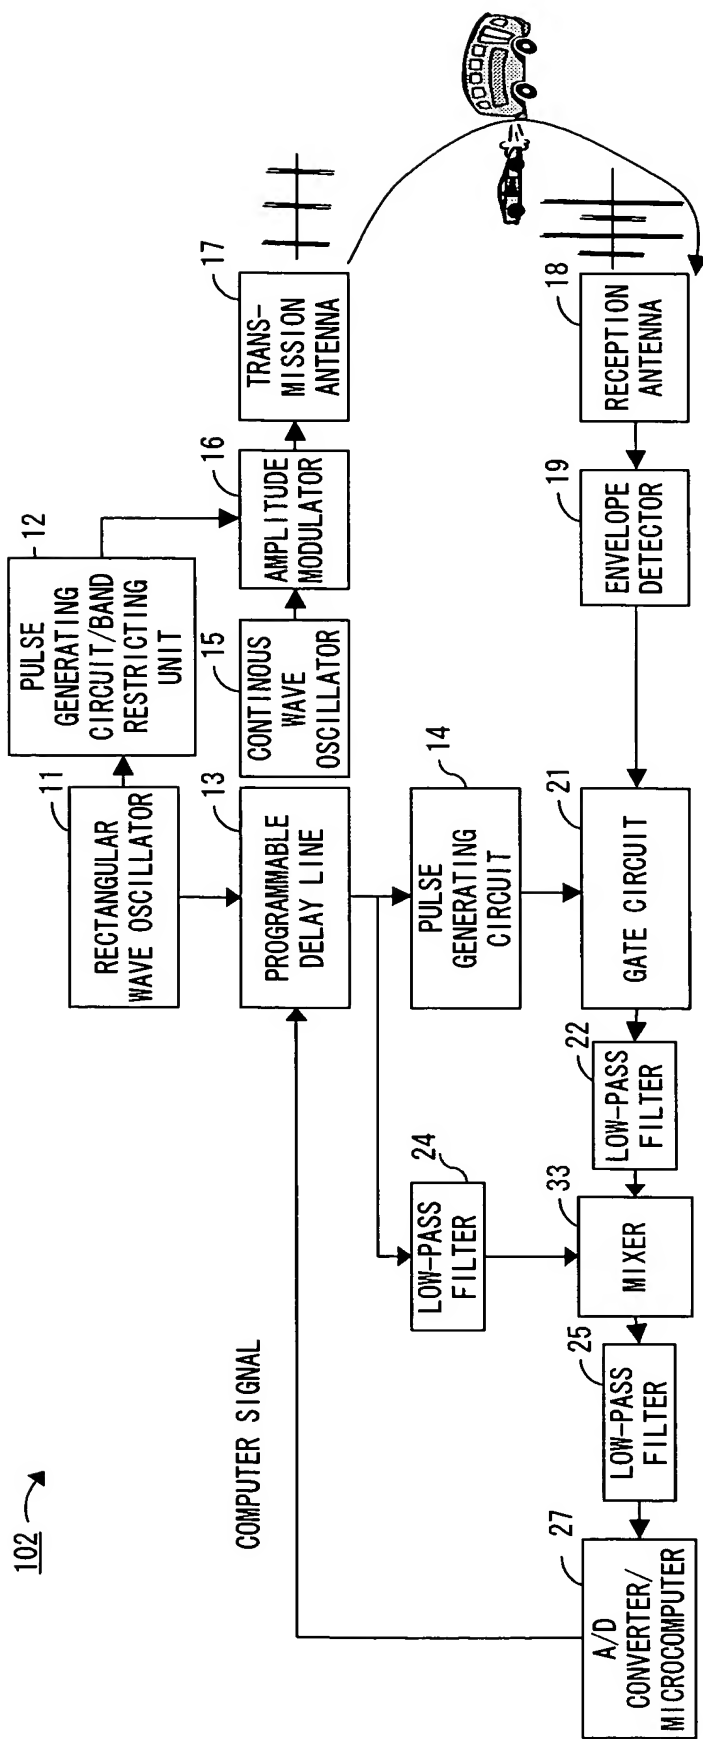 102
11
RECTANGULAR
WAVE OSCILLATOR
12
PULSE
GENERATING
CIRCUIT/BAND
RESTRICTING
UNIT
13
PROGRAMMABLE
DELAY LINE
15
CONTINOUS
WAVE
OSCILLATOR
16
AMPLITUDE
MODULATOR
17
TRANS-
MISSION
ANTENNA
COMPUTER SIGNAL
14
PULSE
GENERATING
CIRCUIT
24
LOW-PASS
FILTER
18
RECEPTION
ANTENNA
19
ENVELOPE
DETECTOR
21
GATE CIRCUIT
22
LOW-PASS
FILTER
33
MIXER
25
LOW-PASS
FILTER
27
A/D
CONVERTER/
MICROCOMPUTER